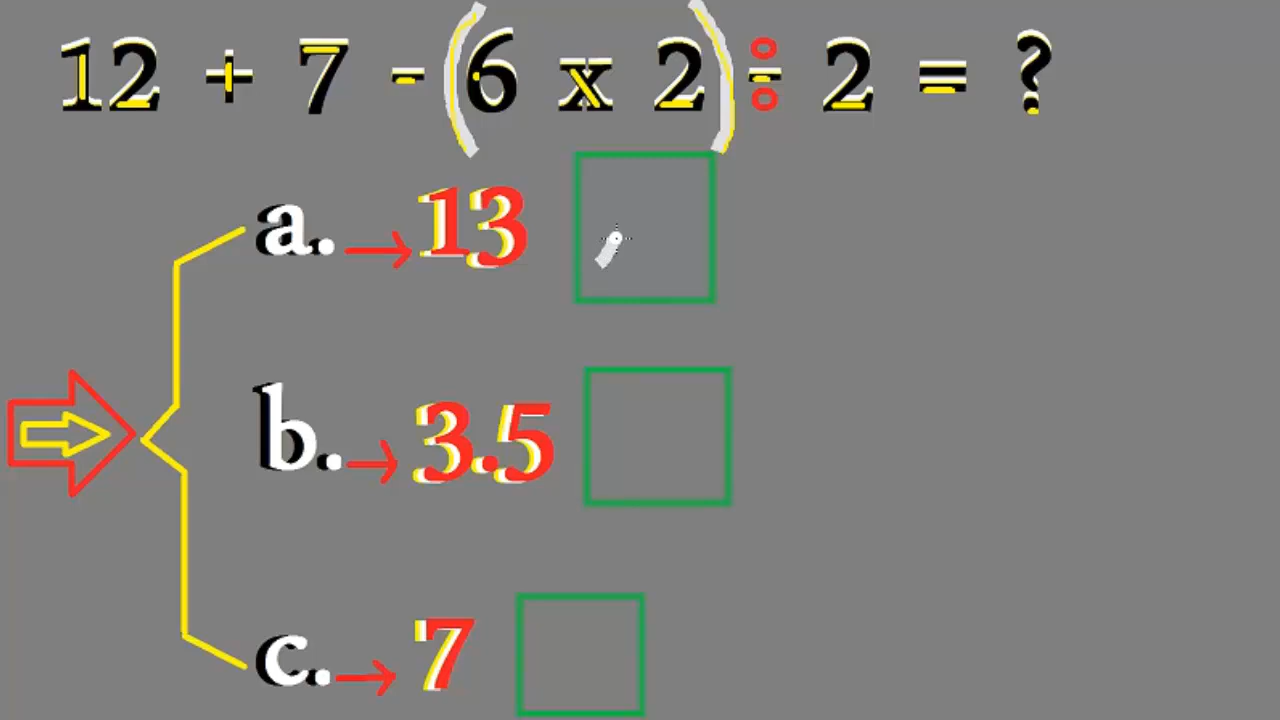 12 + 7 - (6 x 2) ÷ 2 = ?
a. → 13
b. → 3.5
c. → 7